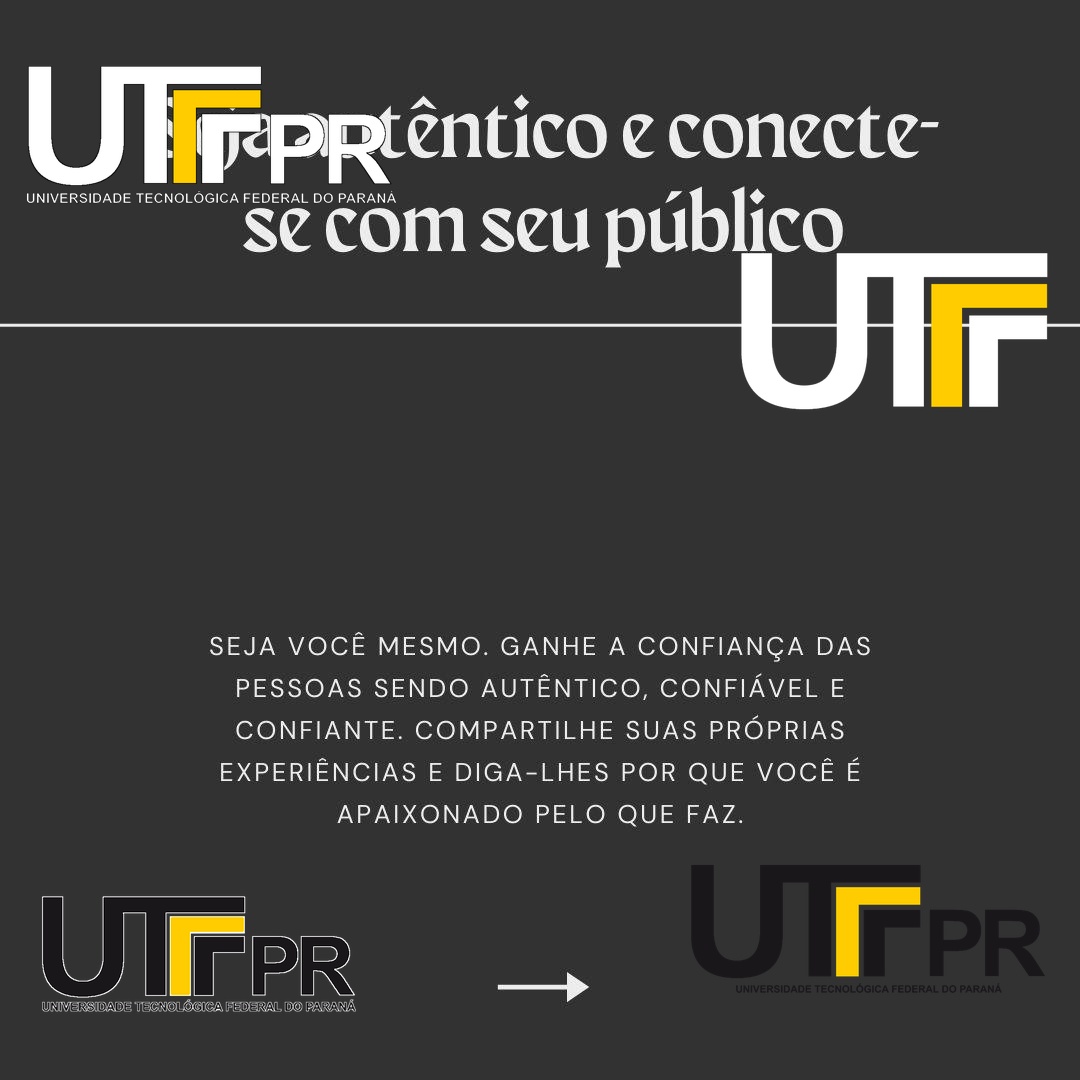 UTFPR
UNIVERSIDADE TECNOLÓGICA FEDERAL DO PARANÁ
Seja autêntico e conecte-
se com seu público
UTF
SEJA VOCÊ MESMO. GANHE A CONFIANÇA DAS
PESSOAS SENDO AUTÊNTICO, CONFIÁVEL E
CONFIANTE. COMPARTILHE SUAS PRÓPRIAS
EXPERIÊNCIAS E DIGA-LHES POR QUE VOCÊ É
APAIXONADO PELO QUE FAZ.
UTFPR
UNIVERSIDADE TECNOLÓGICA FEDERAL DO PARANÁ
UTFPR
UNIVERSIDADE TECNOLÓGICA FEDERAL DO PARANÁ